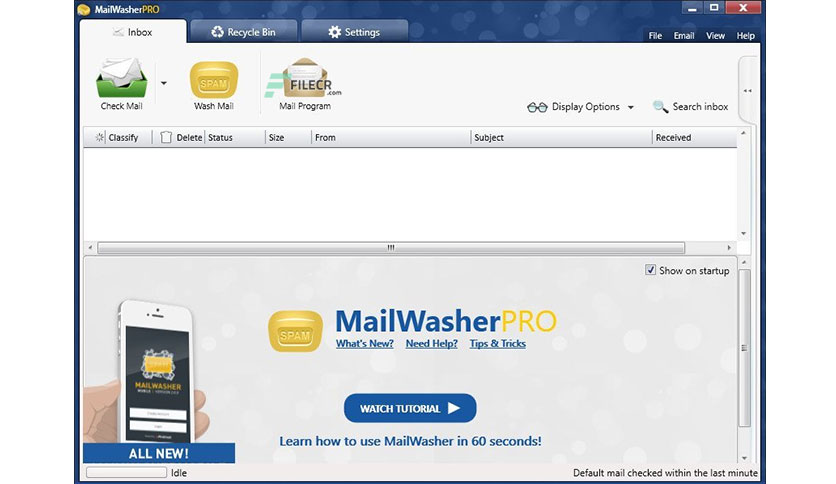 MailWasherPRO
Inbox
Recycle Bin
Settings
File Email View Help
SPAM
FILECR
.com
Check Mail
Wash Mail
Mail Program
Display Options
Search inbox
Classify Delete Status Size From Subject Received
Show on startup
SPAM
MailWasherPRO
What's New? Need Help? Tips & Tricks
MAILWASHER
WATCH TUTORIAL
Learn how to use MailWasher in 60 seconds!
ALL NEW!
Idle
Default mail checked within the last minute